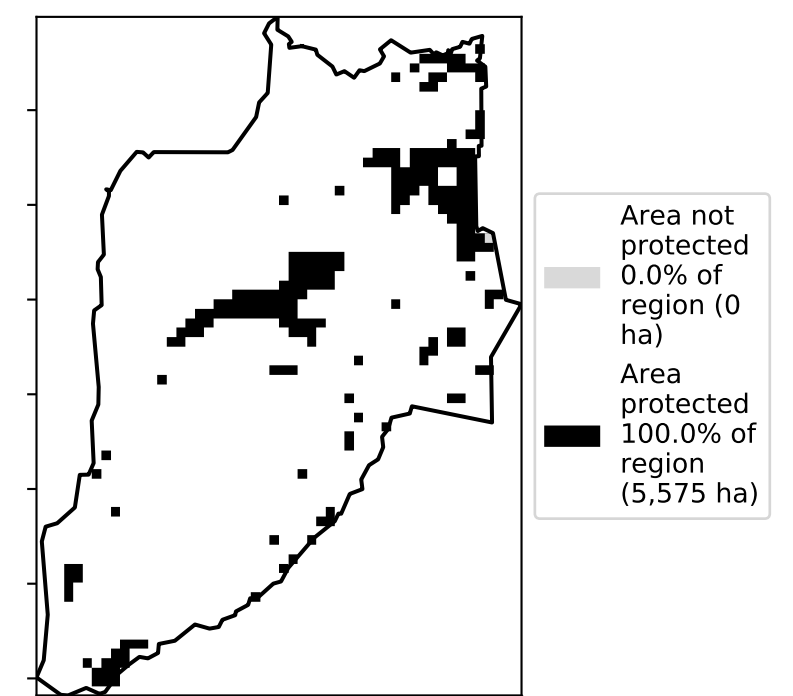 Area not
protected
0.0% of
region (0
ha)
Area
protected
100.0% of
region
(5,575 ha)